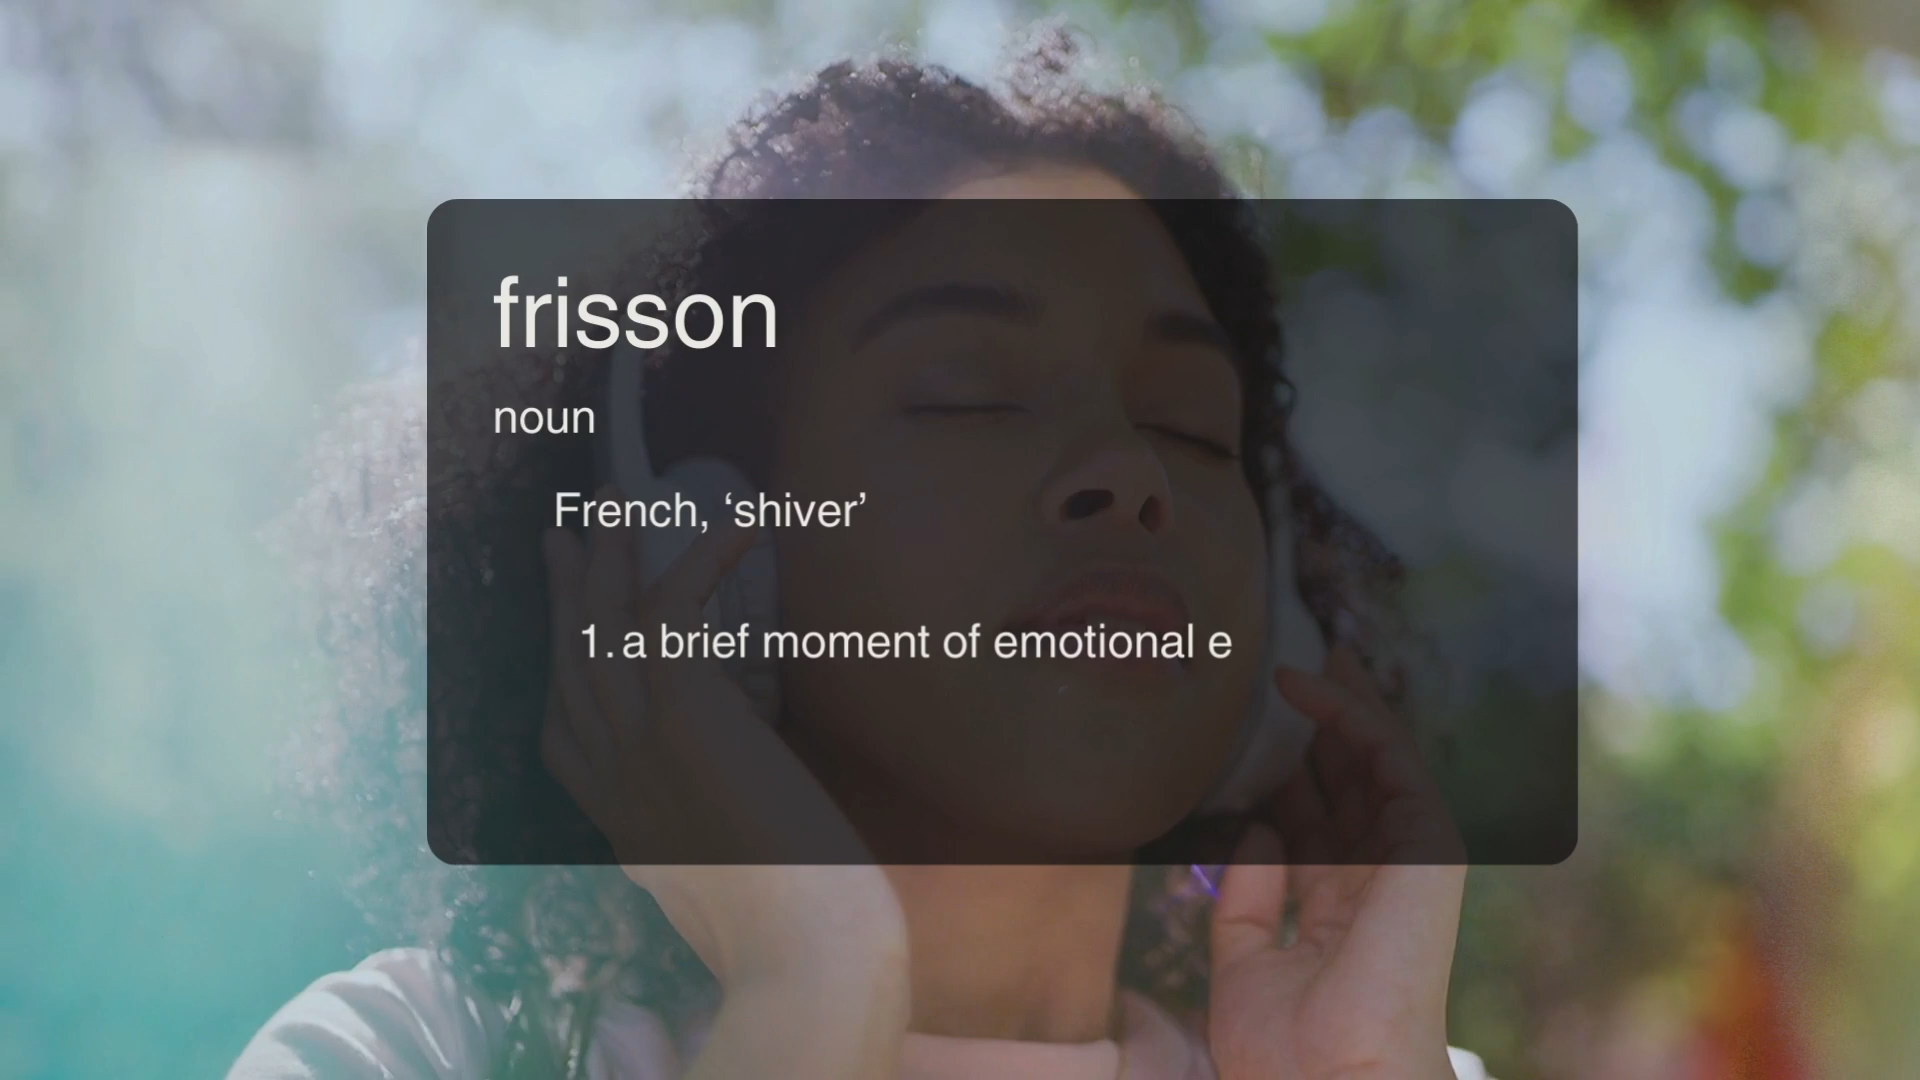 frisson
noun
French, ‘shiver’
1. a brief moment of emotional e